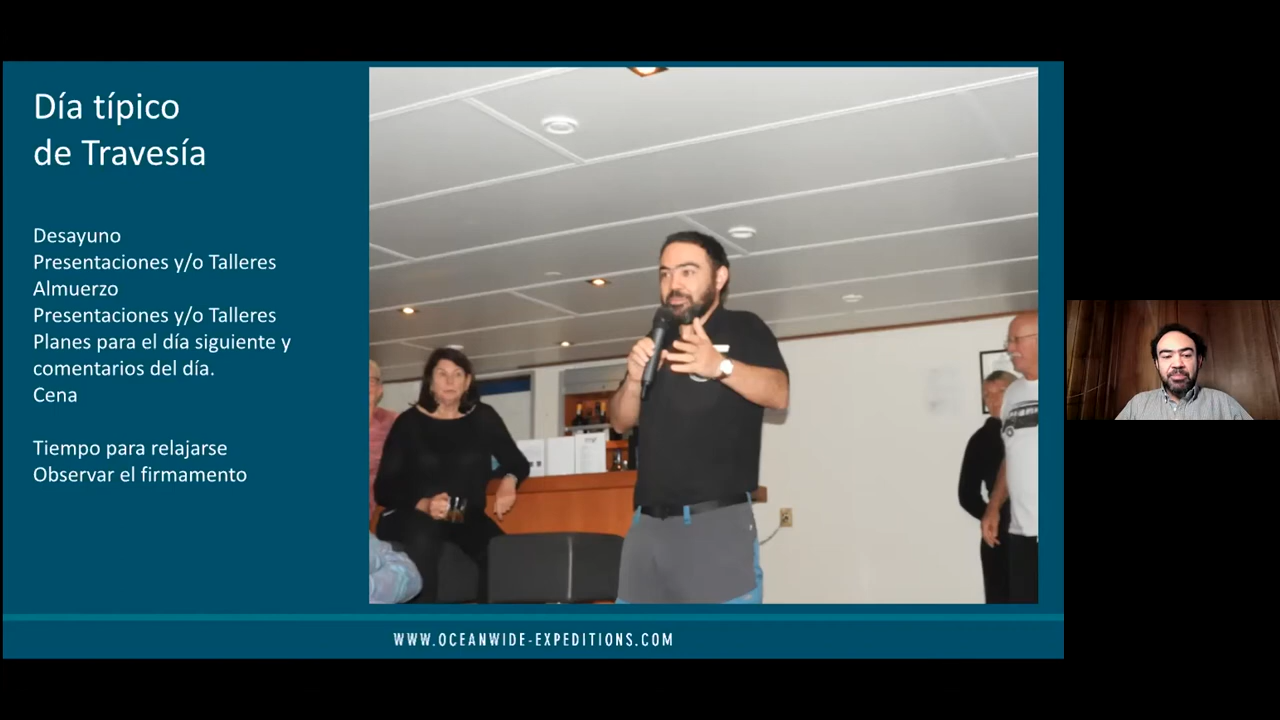 Día típico
de Travesía
Desayuno
Presentaciones y/o Talleres
Almuerzo
Presentaciones y/o Talleres
Planes para el día siguiente y
comentarios del día.
Cena
Tiempo para relajarse
Observar el firmamento
WWW.OCEANWIDE-EXPEDITIONS.COM